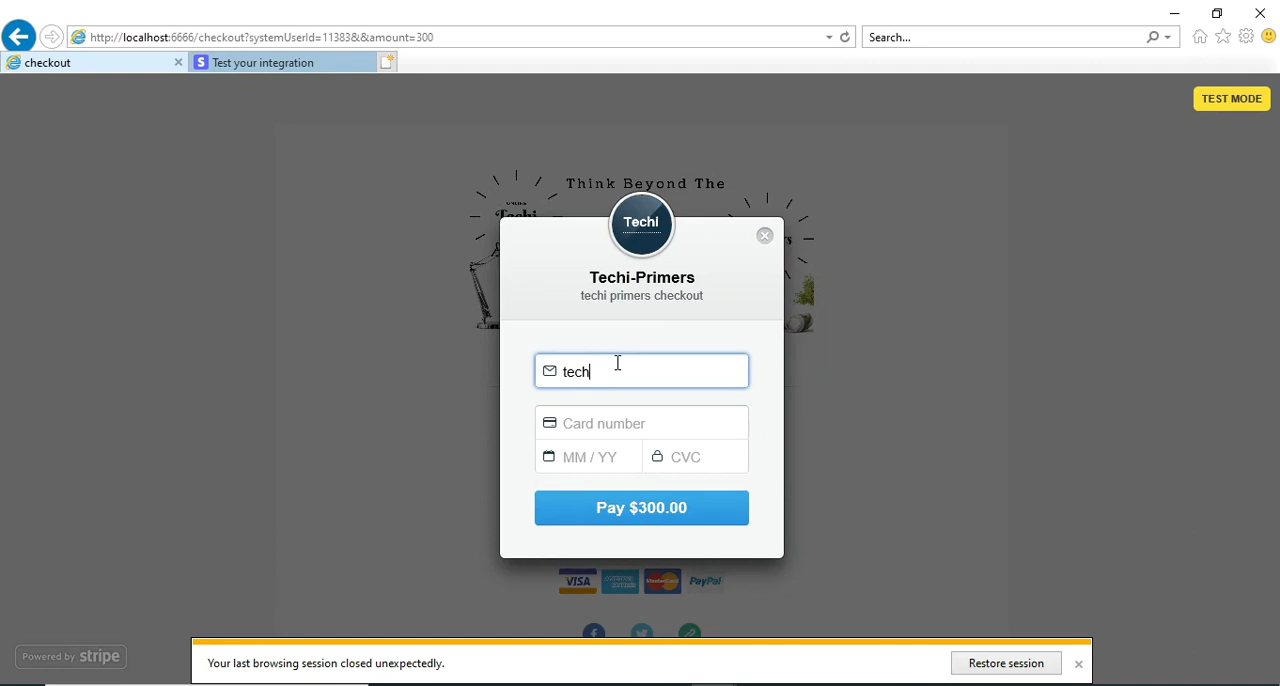 http://localhost:6666/checkout?systemUserId=11383&&amount=300
Search...
checkout
S Test your integration
TEST MODE
Think Beyond The
Techi
Techi
Techi-Primers
techi primers checkout
tech
Card number
MM / YY
CVC
Pay $300.00
VISA
MasterCard
PayPal
Powered by stripe
Your last browsing session closed unexpectedly.
Restore session